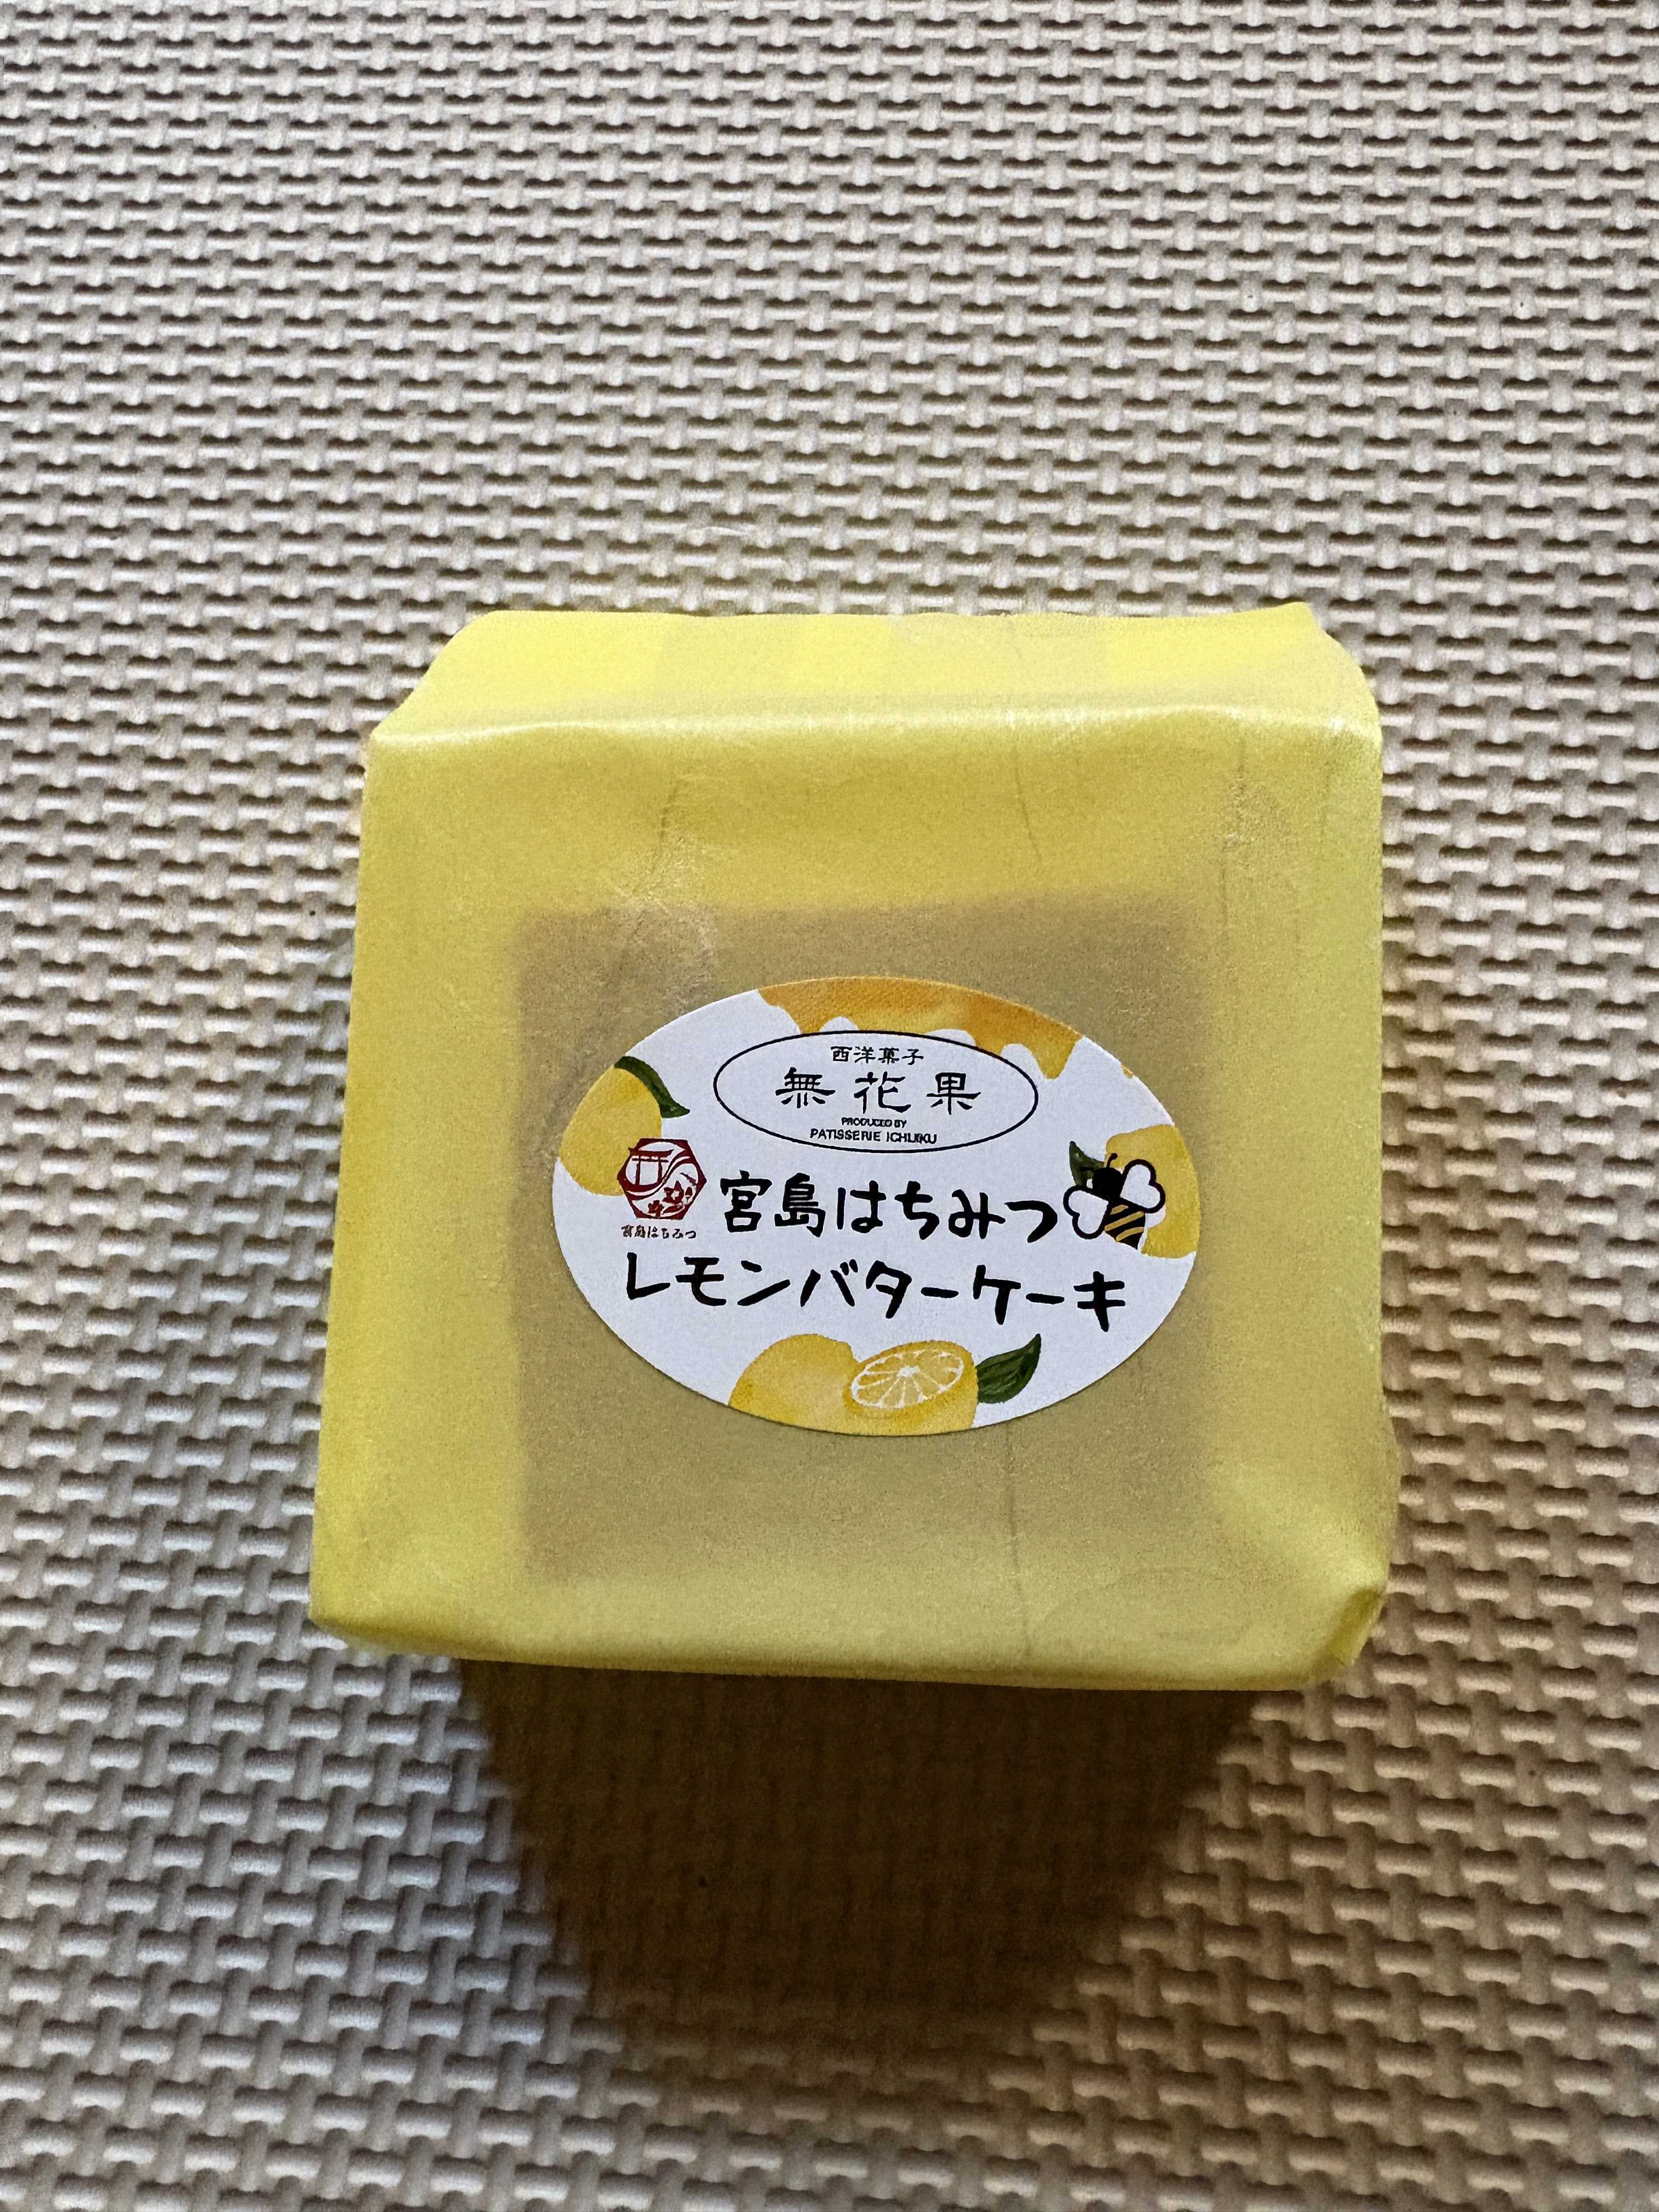 西洋菓子
無花果
PRODUCED BY
PATISSERIE ICHIJIKU
宮島はちみつ
宮島はちみつ
レモンバターケーキ